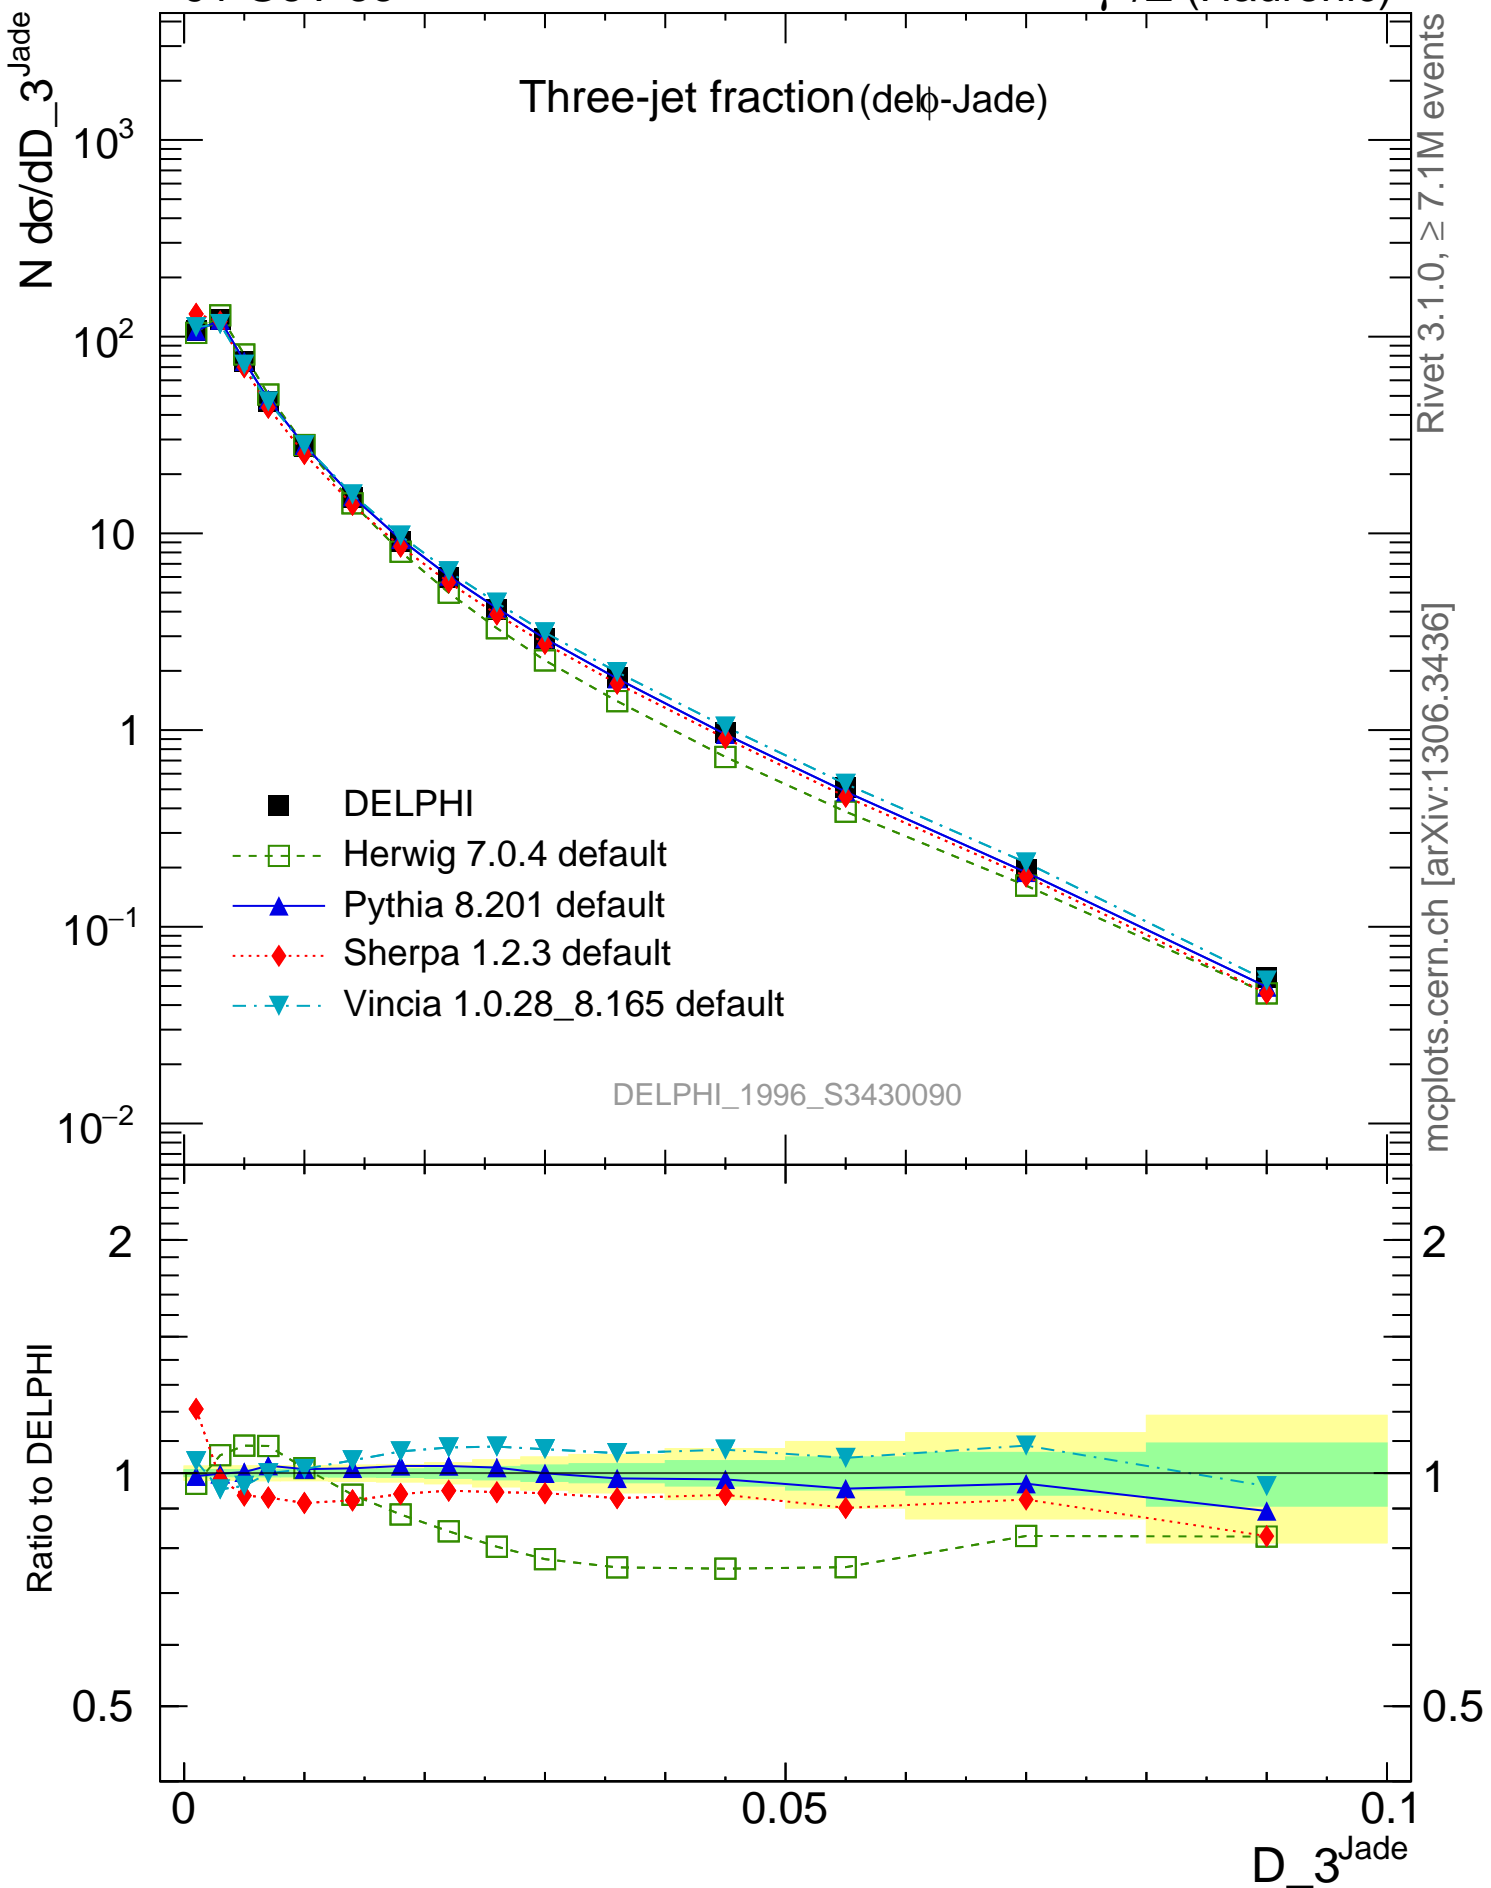 N dσ/dD_3^Jade
Three-jet fraction (delϕ-Jade)
10^3
10^2
10
1
10^−1
10^−2
DELPHI
Herwig 7.0.4 default
Pythia 8.201 default
Sherpa 1.2.3 default
Vincia 1.0.28_8.165 default
DELPHI_1996_S3430090
Rivet 3.1.0, ≥ 7.1M events
mcplots.cern.ch [arXiv:1306.3436]
Ratio to DELPHI
2
1
0.5
2
1
0.5
0
0.05
0.1
D_3^Jade